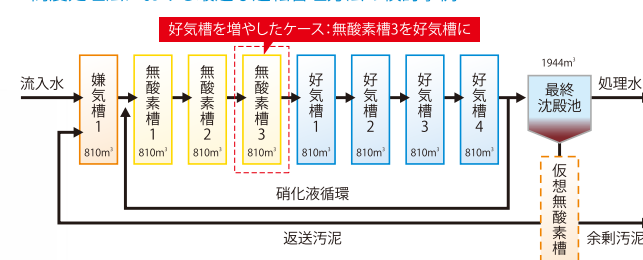 好気槽を増やしたケース：無酸素槽3を好気槽に
流入水
嫌気槽1
810m³
無酸素槽1
810m³
無酸素槽2
810m³
無酸素槽3
810m³
好気槽1
810m³
好気槽2
810m³
好気槽3
810m³
好気槽4
810m³
1944m³
最終
沈殿池
処理水
硝化液循環
仮想無酸素槽
返送汚泥
余剰汚泥